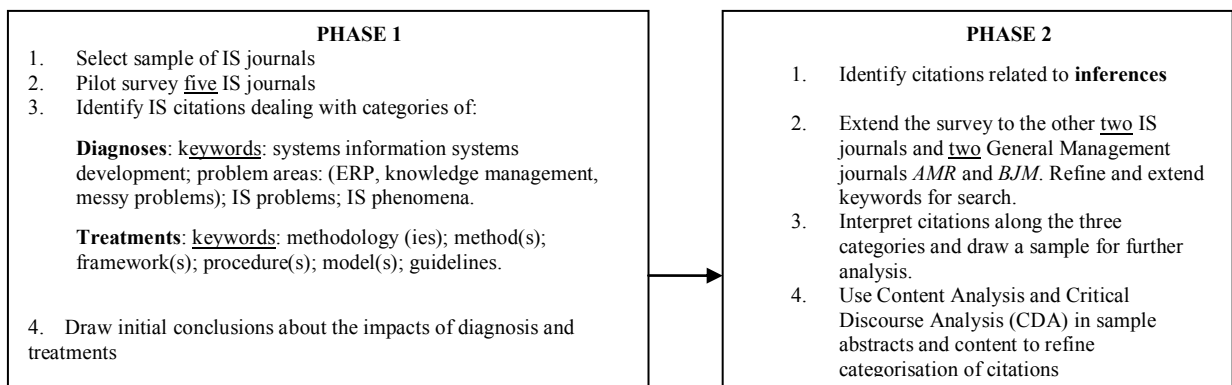 PHASE 1
1. Select sample of IS journals
2. Pilot survey five IS journals
3. Identify IS citations dealing with categories of:
Diagnoses: keywords: systems information systems
development; problem areas: (ERP, knowledge management,
messy problems); IS problems; IS phenomena.
Treatments: keywords: methodology (ies); method(s);
framework(s); procedure(s); model(s); guidelines.
4. Draw initial conclusions about the impacts of diagnosis and
treatments
PHASE 2
1. Identify citations related to inferences
2. Extend the survey to the other two IS
journals and two General Management
journals AMR and BJM. Refine and extend
keywords for search.
3. Interpret citations along the three
categories and draw a sample for further
analysis.
4. Use Content Analysis and Critical
Discourse Analysis (CDA) in sample
abstracts and content to refine
categorisation of citations